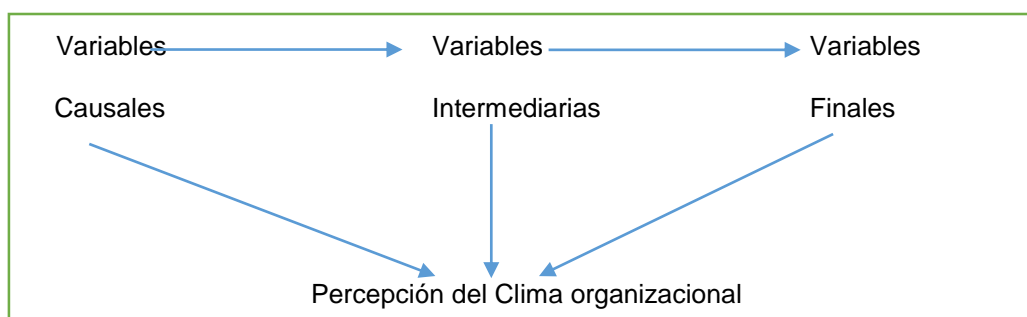 Variables Variables Variables
Causales Intermediarias Finales
Percepción del Clima organizacional